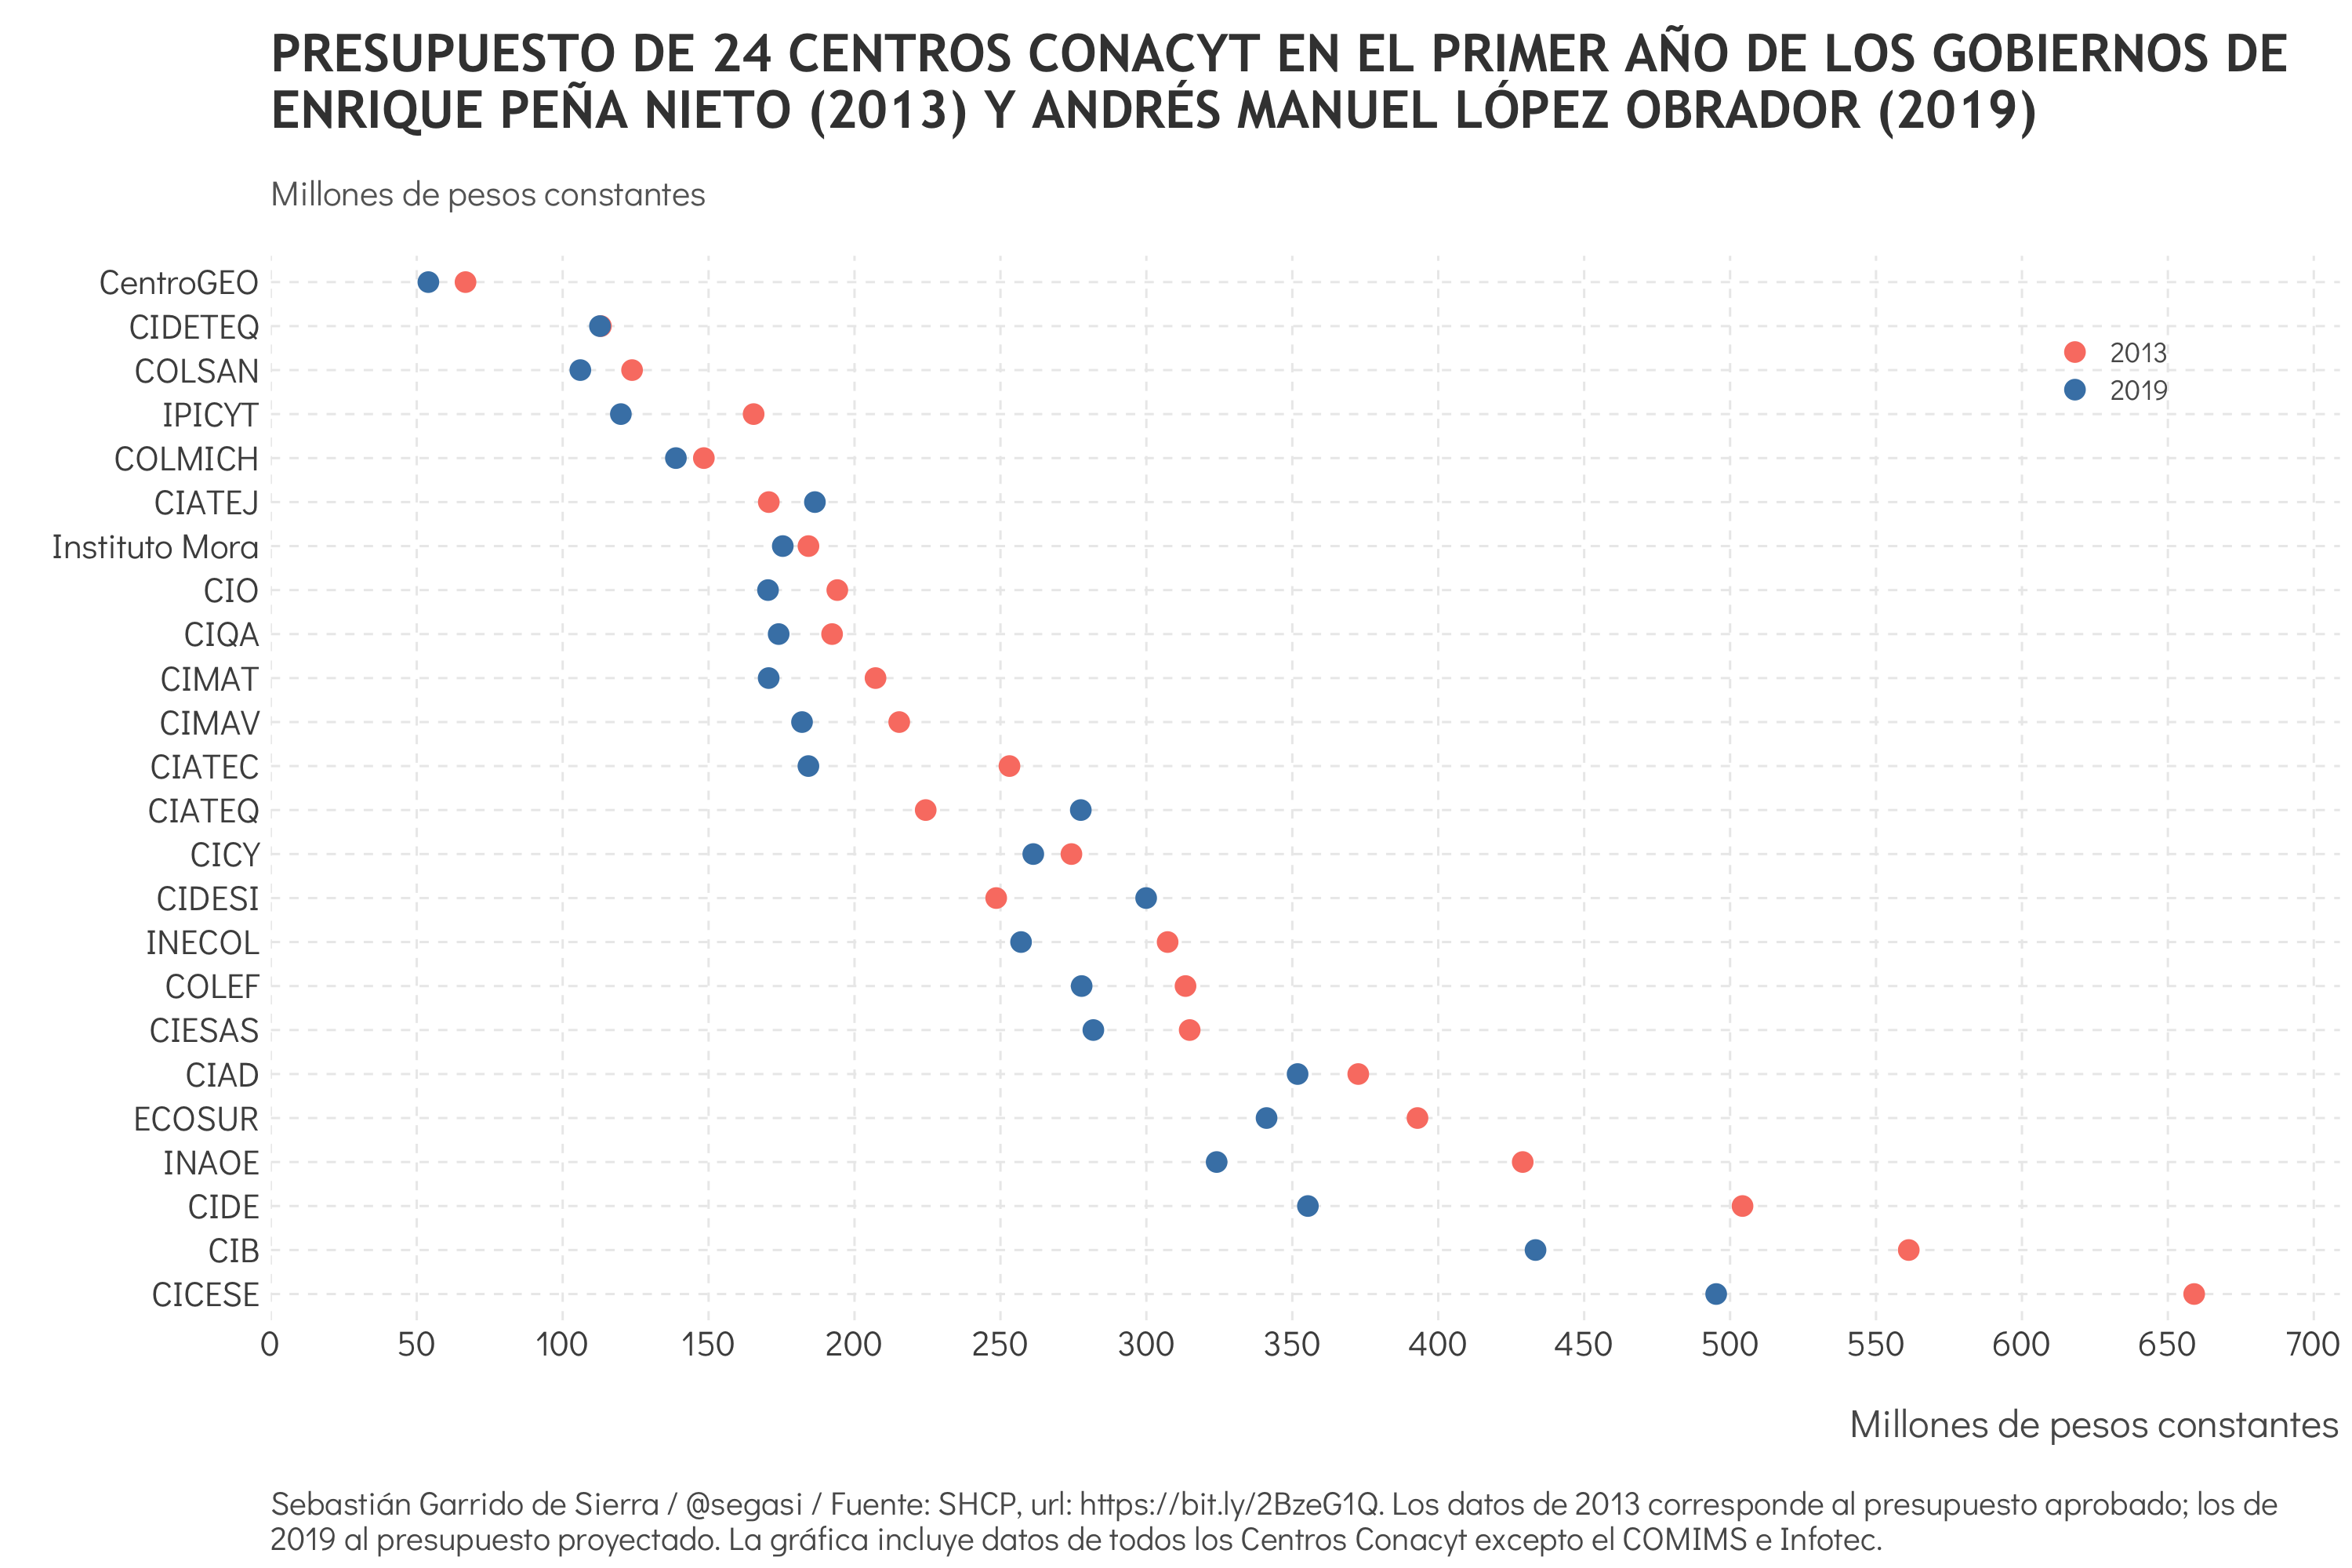 PRESUPUESTO DE 24 CENTROS CONACYT EN EL PRIMER AÑO DE LOS GOBIERNOS DE
ENRIQUE PEÑA NIETO (2013) Y ANDRÉS MANUEL LÓPEZ OBRADOR (2019)
Millones de pesos constantes
CentroGEO
CIDETEQ
2013
COLSAN
2019
IPICYT
COLMICH
CIATEJ
Instituto Mora
CIO
CIQA
CIMAT
CIMAV
CIATEC
CIATEQ
CICY
CIDESI
INECOL
COLEF
CIESAS
CIAD
ECOSUR
INAOE
CIDE
CIB
CICESE
0 50 100 150 200 250 300 350 400 450 500 550 600 650 700
Millones de pesos constantes
Sebastián Garrido de Sierra / @segasi / Fuente: SHCP, url: https://bit.ly/2BzeG1Q. Los datos de 2013 corresponde al presupuesto aprobado; los de
2019 al presupuesto proyectado. La gráfica incluye datos de todos los Centros Conacyt excepto el COMIMS e Infotec.